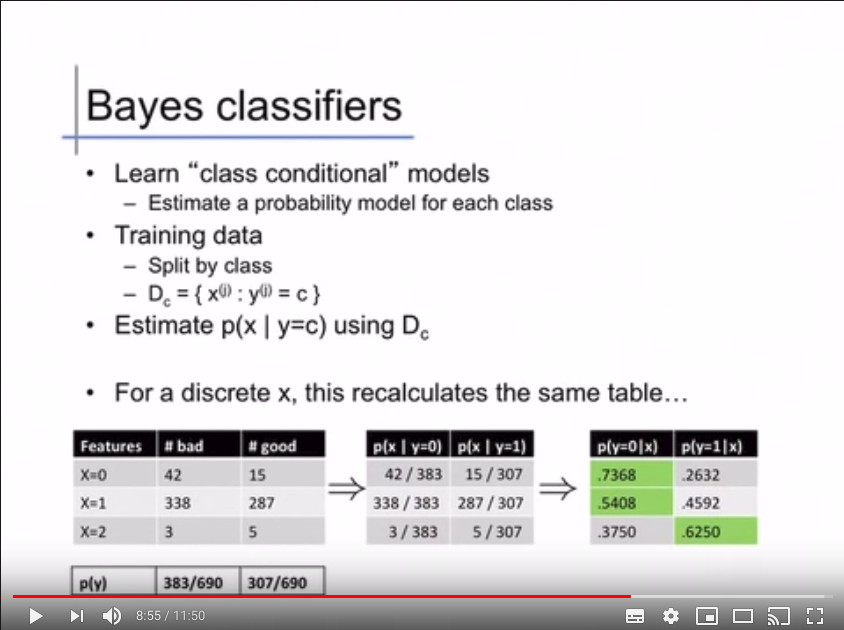 Bayes classifiers
• Learn “class conditional” models
– Estimate a probability model for each class
• Training data
– Split by class
– D_c = { x^(j) : y^(j) = c }
• Estimate p(x | y=c) using D_c
• For a discrete x, this recalculates the same table…
Features # bad # good
X=0 42 15
X=1 338 287
X=2 3 5
p(y) 383/690 307/690
⇒
p(x | y=0) p(x | y=1)
42 / 383 15 / 307
338 / 383 287 / 307
3 / 383 5 / 307
⇒
p(y=0|x) p(y=1|x)
.7368 .2632
.5408 .4592
.3750 .6250
8:55 / 11:50